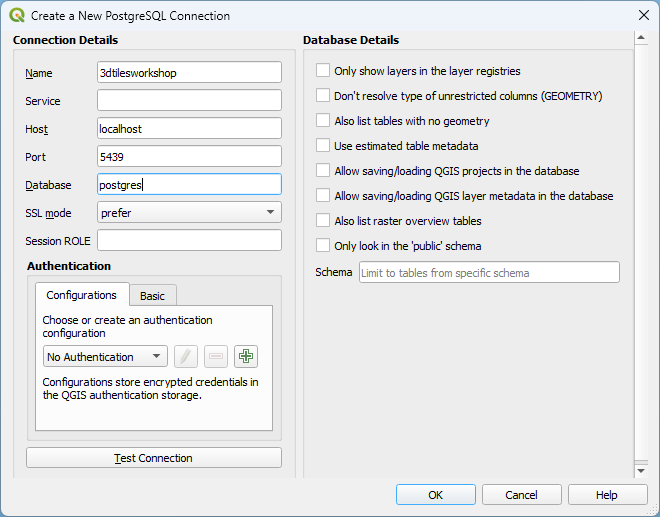 Create a New PostgreSQL Connection
Connection Details
Name
3dtilesworkshop
Service
Host
localhost
Port
5439
Database
postgres
SSL mode
prefer
Session ROLE
Authentication
Configurations
Basic
Choose or create an authentication
configuration
No Authentication
Configurations store encrypted credentials in
the QGIS authentication storage.
Test Connection
Database Details
Only show layers in the layer registries
Don't resolve type of unrestricted columns (GEOMETRY)
Also list tables with no geometry
Use estimated table metadata
Allow saving/loading QGIS projects in the database
Allow saving/loading QGIS layer metadata in the database
Also list raster overview tables
Only look in the 'public' schema
Schema
Limit to tables from specific schema
OK
Cancel
Help